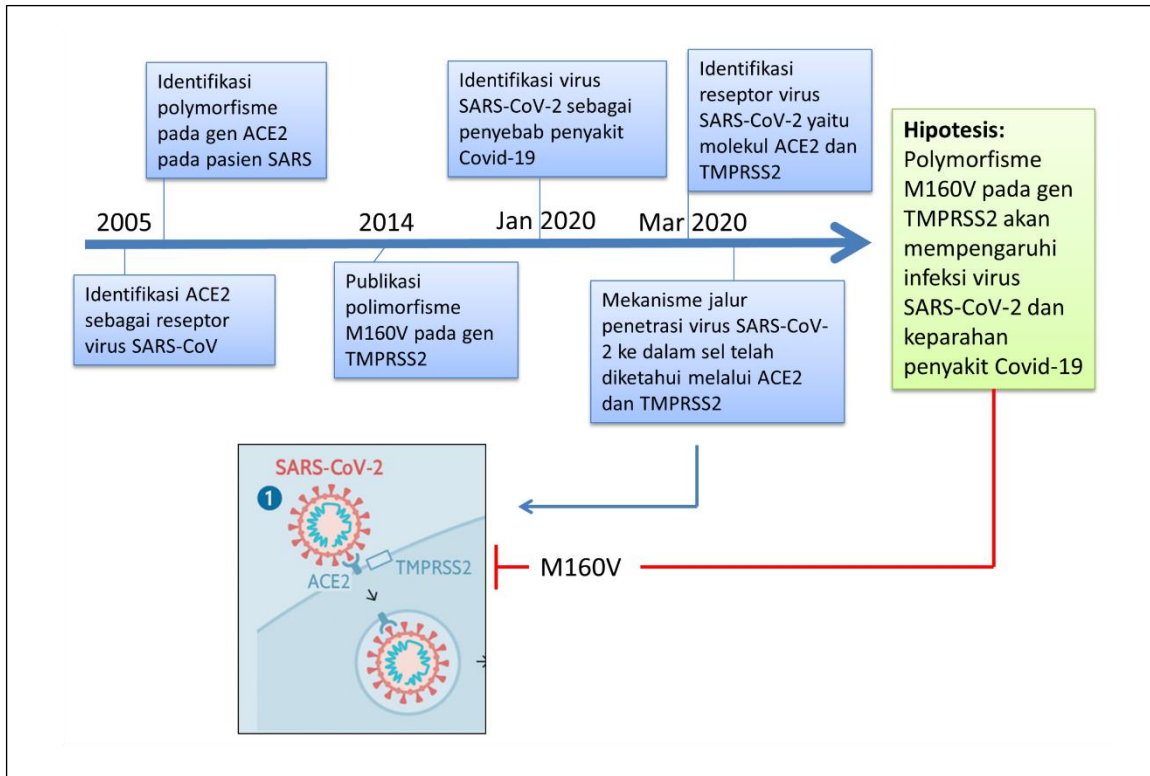 Identifikasi
polymorfisme
pada gen ACE2
pada pasien SARS
Identifikasi virus
SARS-CoV-2 sebagai
penyebab penyakit
Covid-19
Identifikasi
reseptor virus
SARS-CoV-2 yaitu
molekul ACE2 dan
TMPRSS2
2005
2014
Jan 2020
Mar 2020
Identifikasi ACE2
sebagai reseptor
virus SARS-CoV
Publikasi
polimorfisme
M160V pada gen
TMPRSS2
Mekanisme jalur
penetrasi virus SARS-CoV-
2 ke dalam sel telah
diketahui melalui ACE2
dan TMPRSS2
Hipotesis:
Polymorfisme
M160V pada gen
TMPRSS2 akan
mempengaruhi
infeksi virus
SARS-CoV-2 dan
keparahan
penyakit Covid-19
SARS-CoV-2
1
ACE2
TMPRSS2
M160V